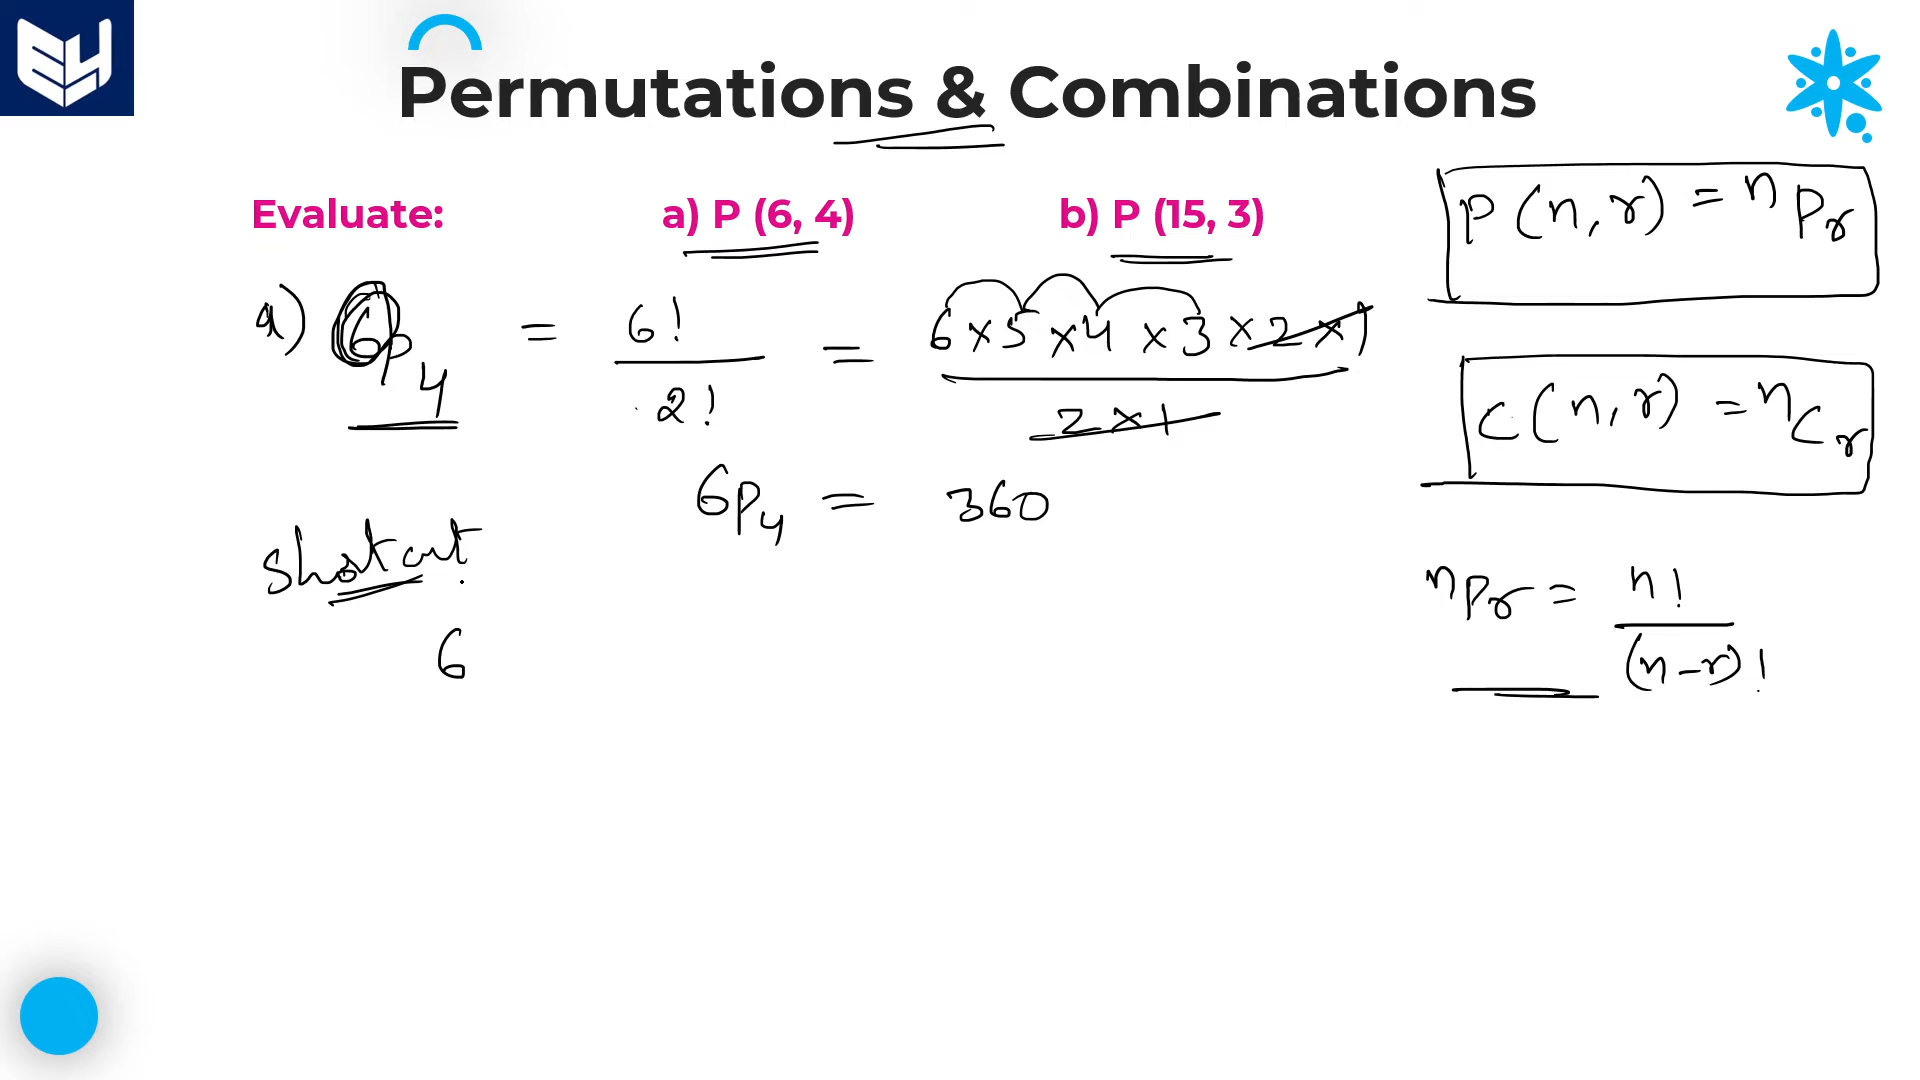 EY
Permutations & Combinations
Evaluate: a) P (6, 4) b) P (15, 3)
P(n,r) = nPr
a) 6P4 = 6! / 2! = 6×5×4×3×2×1 / 2×1
C(n,r) = nCr
6P4 = 360
Shortcut
nPr = n! / (n-r)!
6